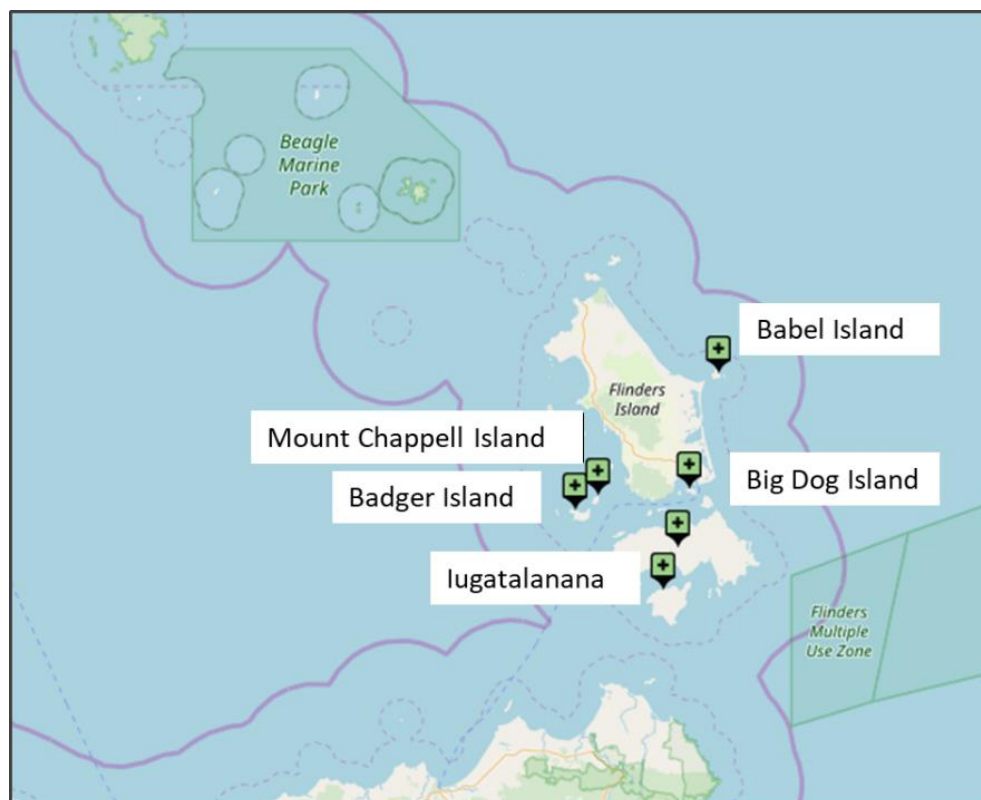 Beagle
Marine
Park
Babel Island
Flinders
Island
Mount Chappell Island
Badger Island
Big Dog Island
Iugatalanana
Flinders
Multiple
Use Zone